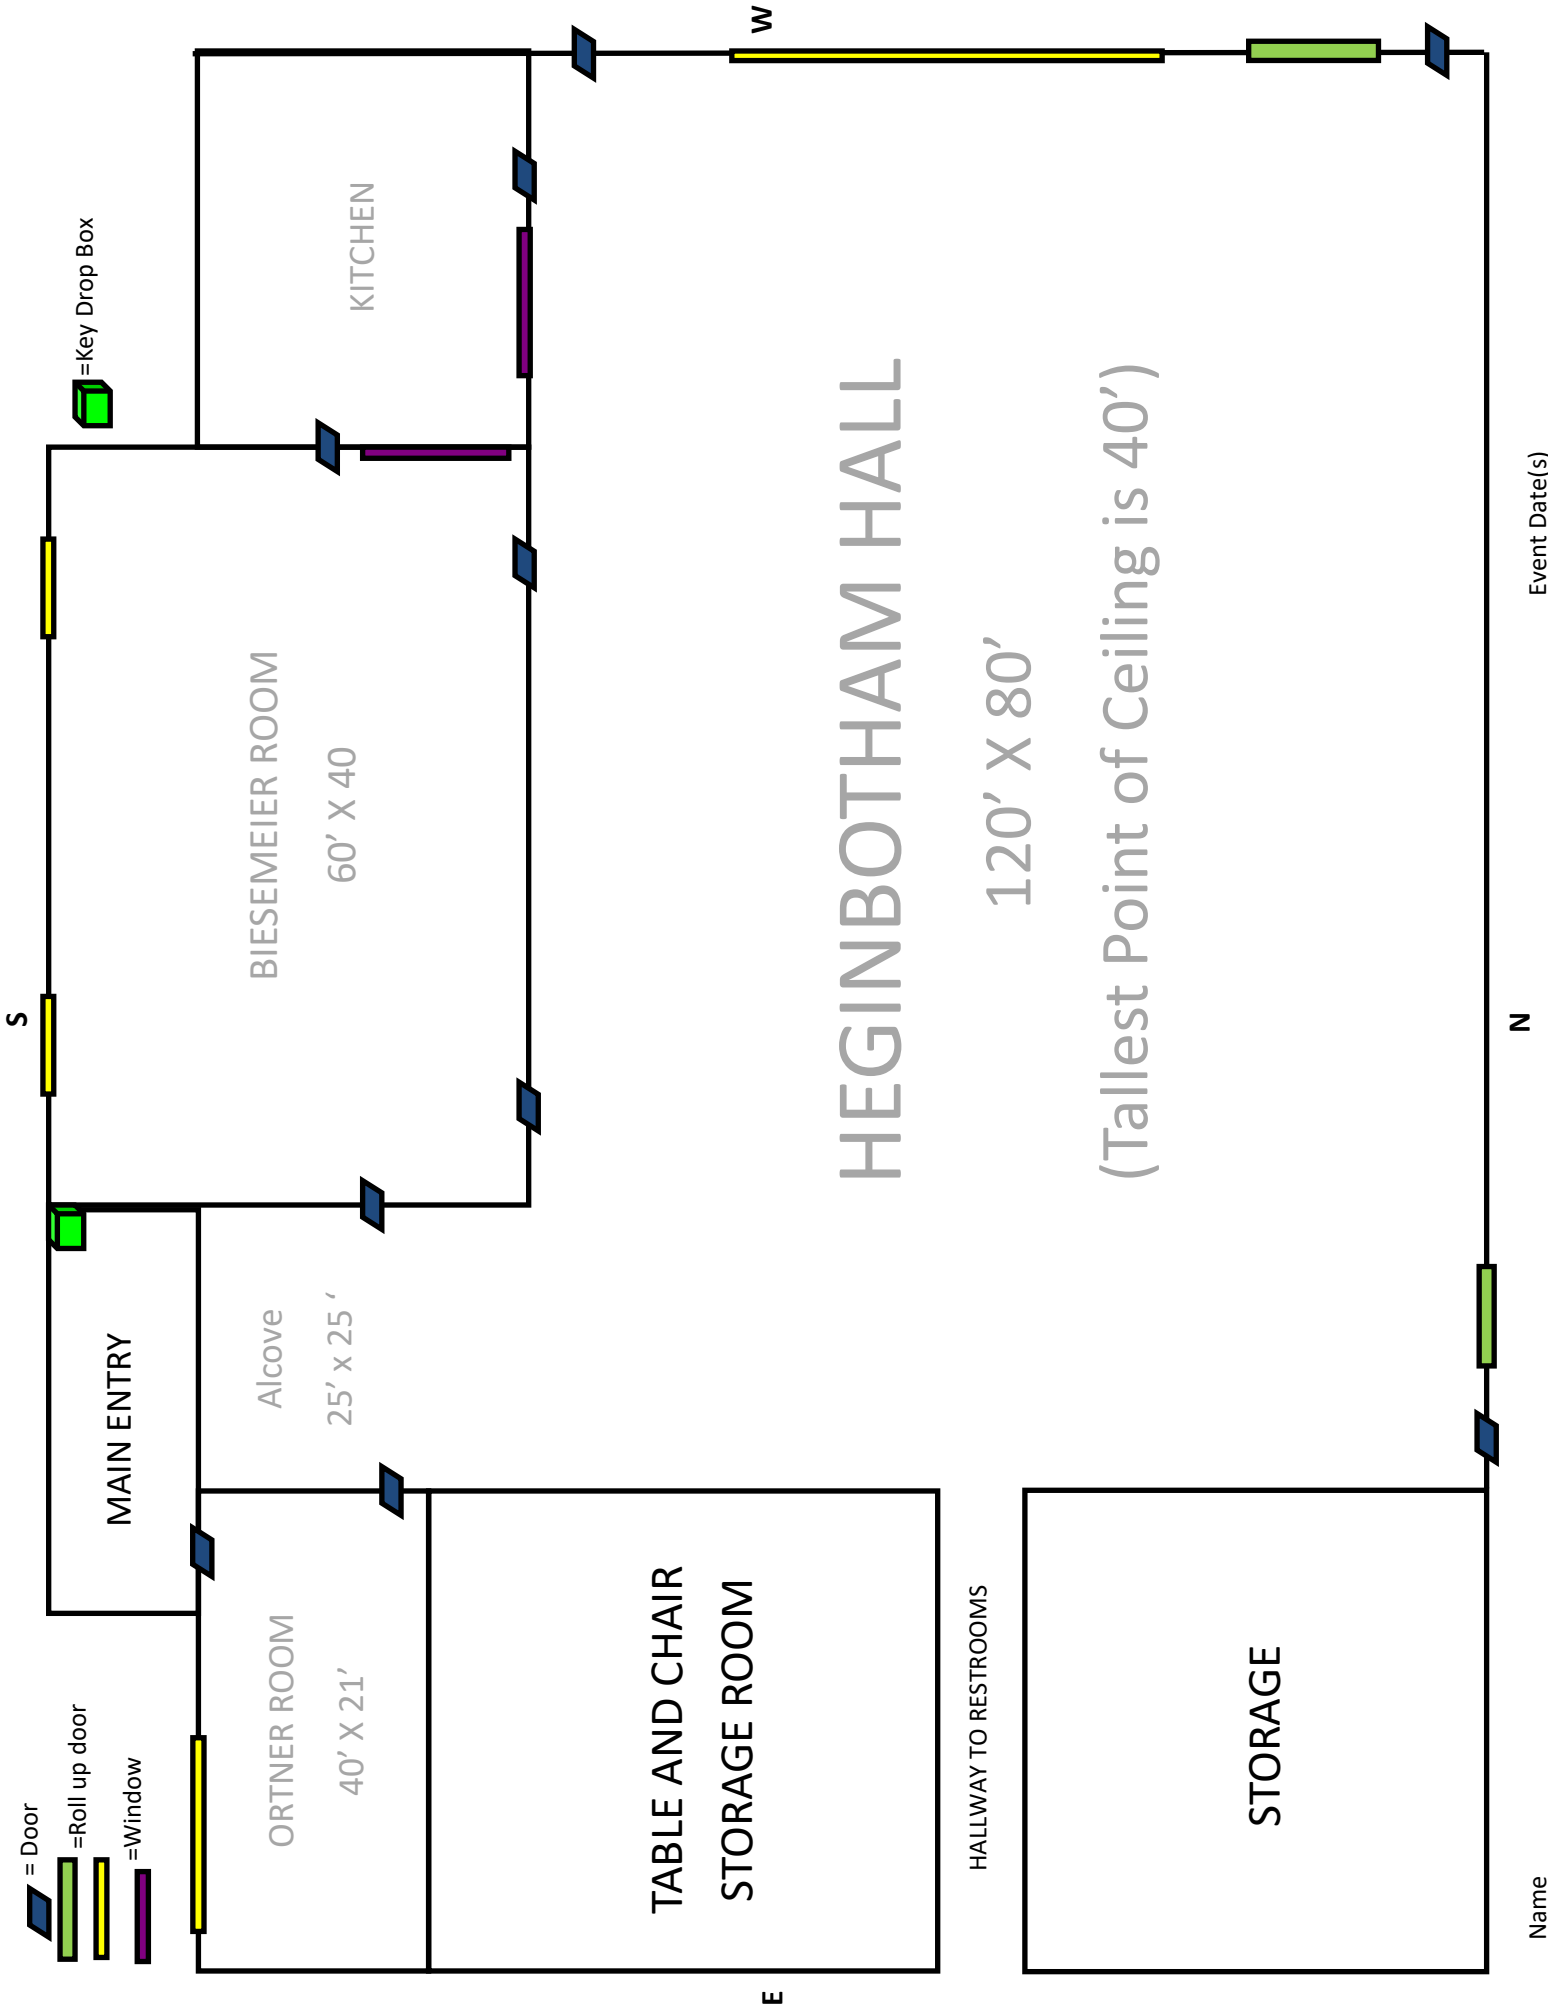 = Door
=Roll up door
=Window
=Key Drop Box
S
MAIN ENTRY
BIESEMEIER ROOM
60’ X 40
KITCHEN
ORTNER ROOM
40’ X 21’
Alcove
25’ x 25 ‘
TABLE AND CHAIR
STORAGE ROOM
E
W
HEGINBOTHAM HALL
120’ X 80’
(Tallest Point of Ceiling is 40’)
HALLWAY TO RESTROOMS
STORAGE
N
Name
Event Date(s)